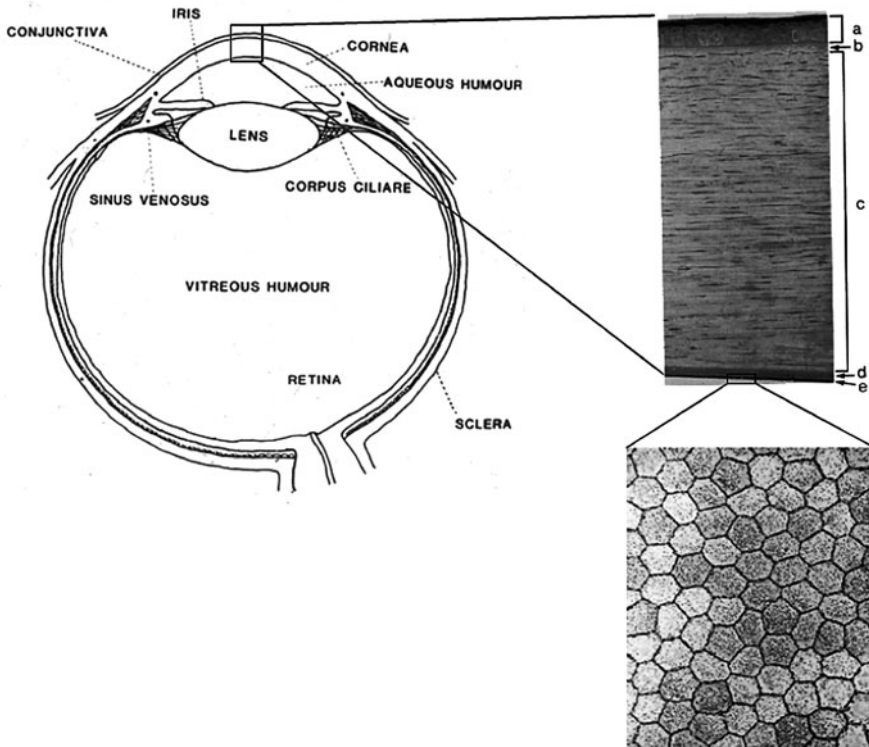 IRIS
CONJUNCTIVA
CORNEA
AQUEOUS HUMOUR
LENS
SINUS VENOSUS
CORPUS CILIARE
VITREOUS HUMOUR
RETINA
SCLERA
a
b
c
d
e